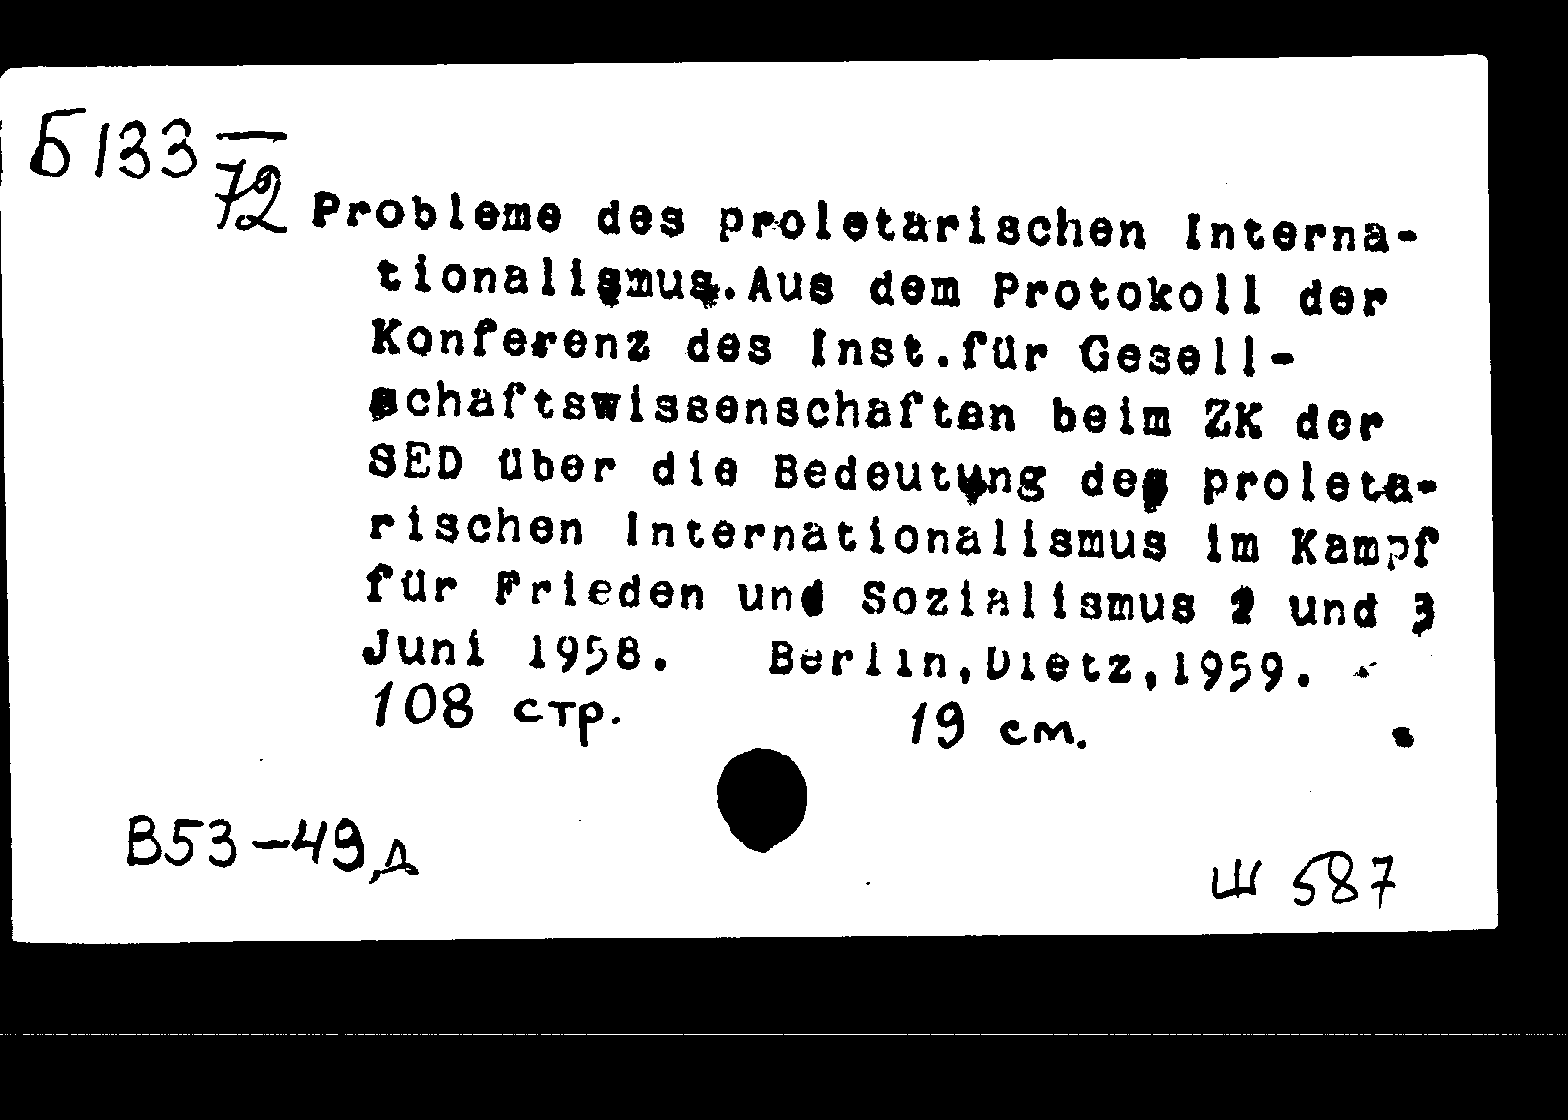 Б133 —
72
Probleme des proletarischen Interna-
tionalismus.Aus dem Protokoll der
Konferenz des Inst.für Gesell-
schaftswissenschaften beim ZK der
SED über die Bedeutung des proleta-
rischen Internationalismus im Kampf
für Frieden und Sozialismus 2 und 3
Juni 1958. Berlin,Dietz,1959.
108 стр. 19 см.
В53-49д
Ш 587